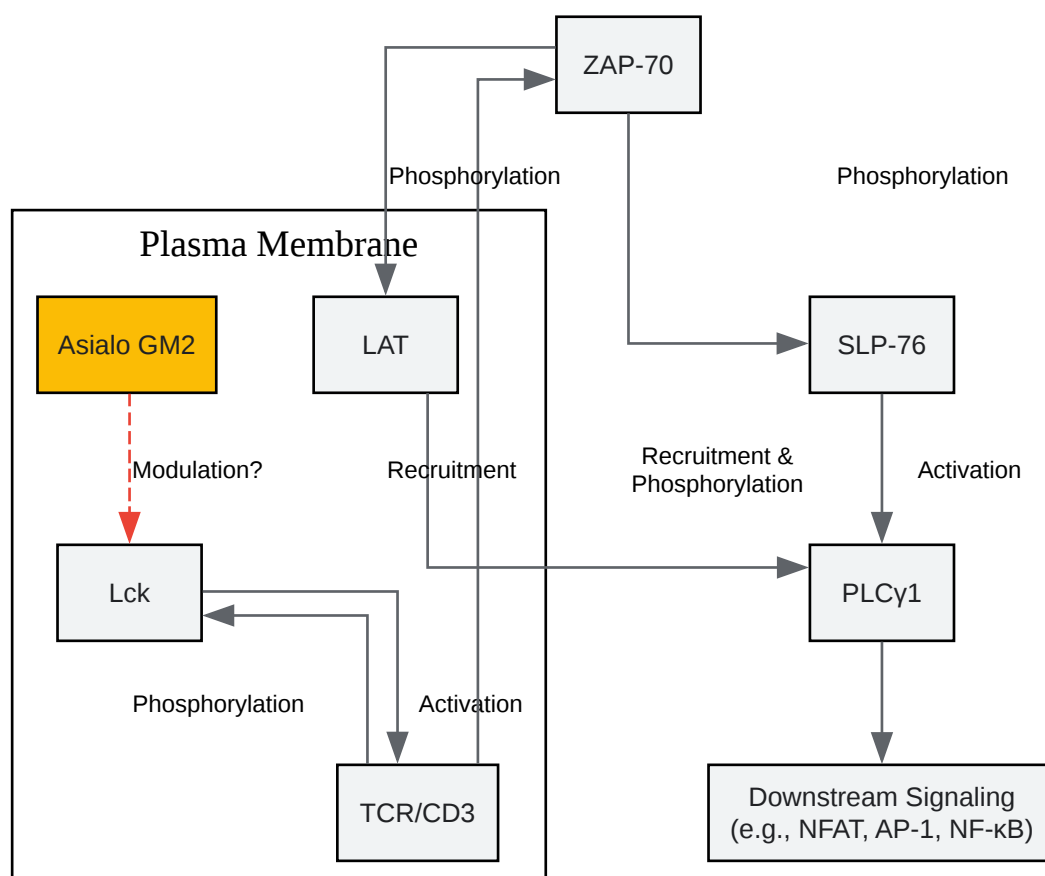 ZAP-70
Phosphorylation
Phosphorylation
Plasma Membrane
Asialo GM2
LAT
SLP-76
Modulation?
Recruitment
Recruitment &
Phosphorylation
Activation
Lck
PLCγ1
Phosphorylation
Activation
TCR/CD3
Downstream Signaling
(e.g., NFAT, AP-1, NF-κB)